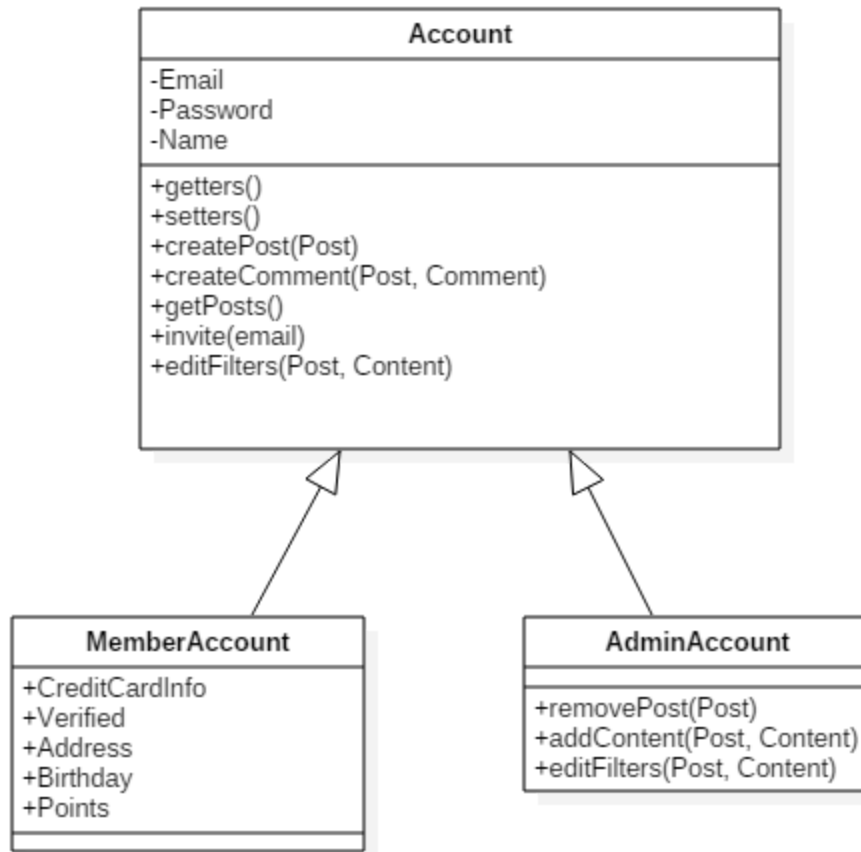 Account
-Email
-Password
-Name
+getters()
+setters()
+createPost(Post)
+createComment(Post, Comment)
+getPosts()
+invite(email)
+editFilters(Post, Content)
MemberAccount
+CreditCardInfo
+Verified
+Address
+Birthday
+Points
AdminAccount
+removePost(Post)
+addContent(Post, Content)
+editFilters(Post, Content)